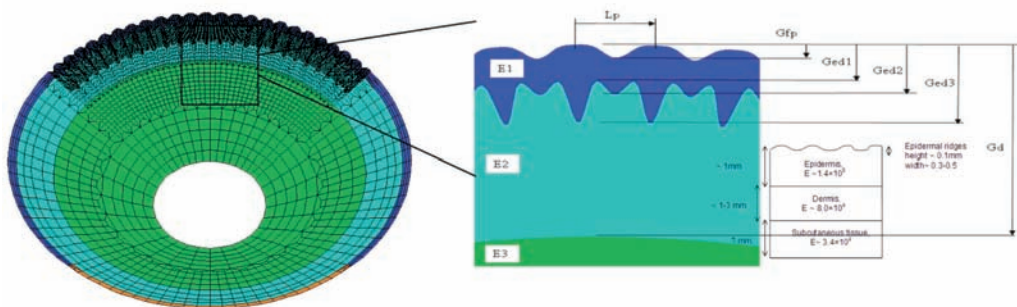 Lp
Gfp
E1
Ged1
Ged2
Ged3
Gd
E2
~ 1mm
Epidermis,
E ~1.4×10⁵
Epidermal ridges
height ~ 0.1mm
width~ 0.3-0.5
~ 1-3 mm
Dermis,
E ~ 8.0×10⁴
E3
mm
Subcutaneous tissue,
E~ 3.4×10⁴